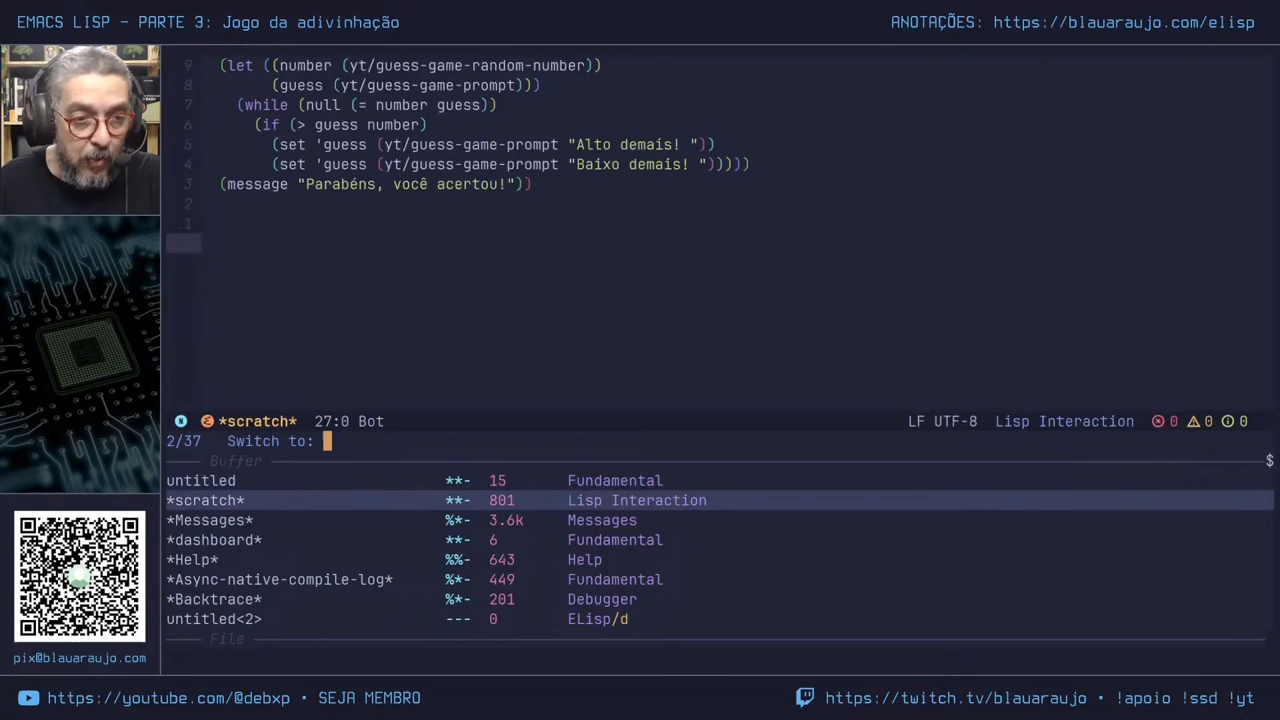 EMACS LISP - PARTE 3: Jogo da adivinhação
ANOTAÇÕES: https://blauaraujo.com/elisp
9 (let ((number (yt/guess-game-random-number))
8 (guess (yt/guess-game-prompt)))
7 (while (null (= number guess))
6 (if (> guess number)
5 (set 'guess (yt/guess-game-prompt "Alto demais! "))
4 (set 'guess (yt/guess-game-prompt "Baixo demais! ")))))
3 (message "Parabéns, você acertou!"))
2
1
N *scratch* 27:0 Bot LF UTF-8 Lisp Interaction 0 0 0
2/37 Switch to:
Buffer $
untitled **- 15 Fundamental
*scratch* **- 801 Lisp Interaction
*Messages* %*- 3.6k Messages
*dashboard* **- 6 Fundamental
*Help* %%- 643 Help
*Async-native-compile-log* %*- 449 Fundamental
*Backtrace* %*- 201 Debugger
untitled<2> --- 0 ELisp/d
File
pix@blauaraujo.com
https://youtube.com/@debxp • SEJA MEMBRO
https://twitch.tv/blauaraujo • !apoio !ssd !yt